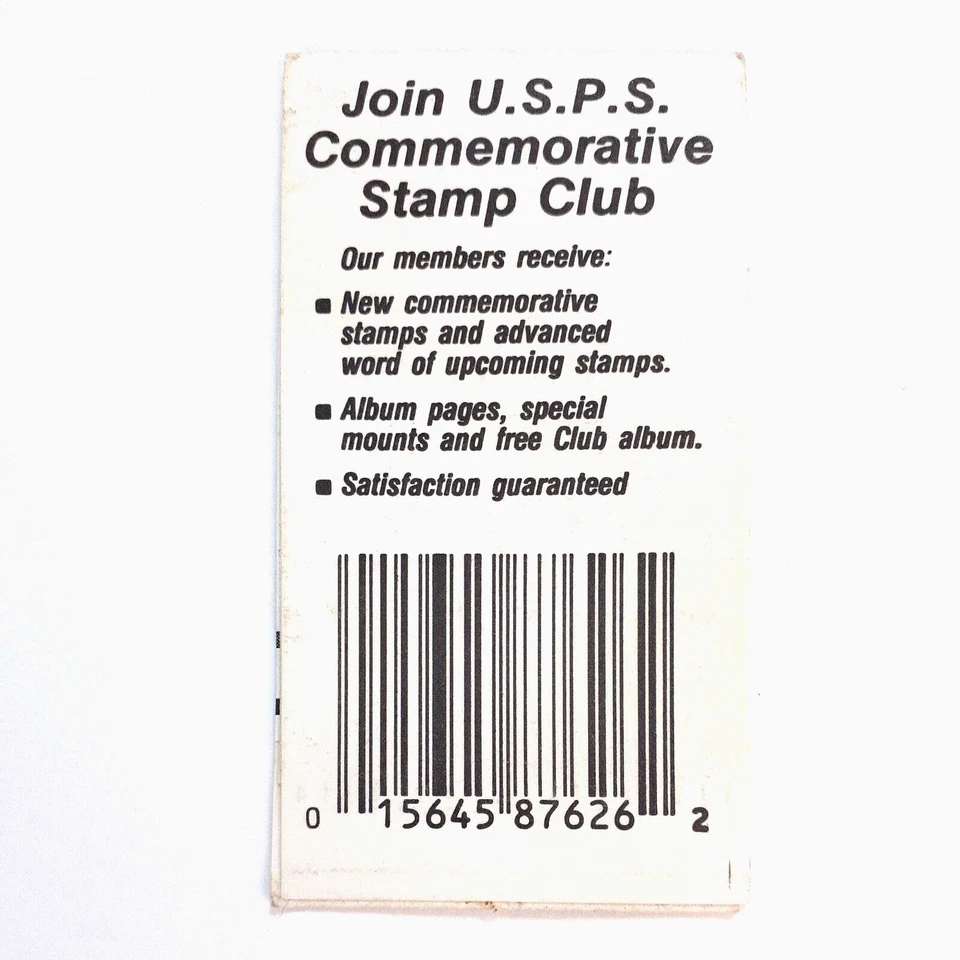 Join U.S.P.S.
Commemorative
Stamp Club
Our members receive:
■ New commemorative
stamps and advanced
word of upcoming stamps.
■ Album pages, special
mounts and free Club album.
■ Satisfaction guaranteed
0 15645 87626 2